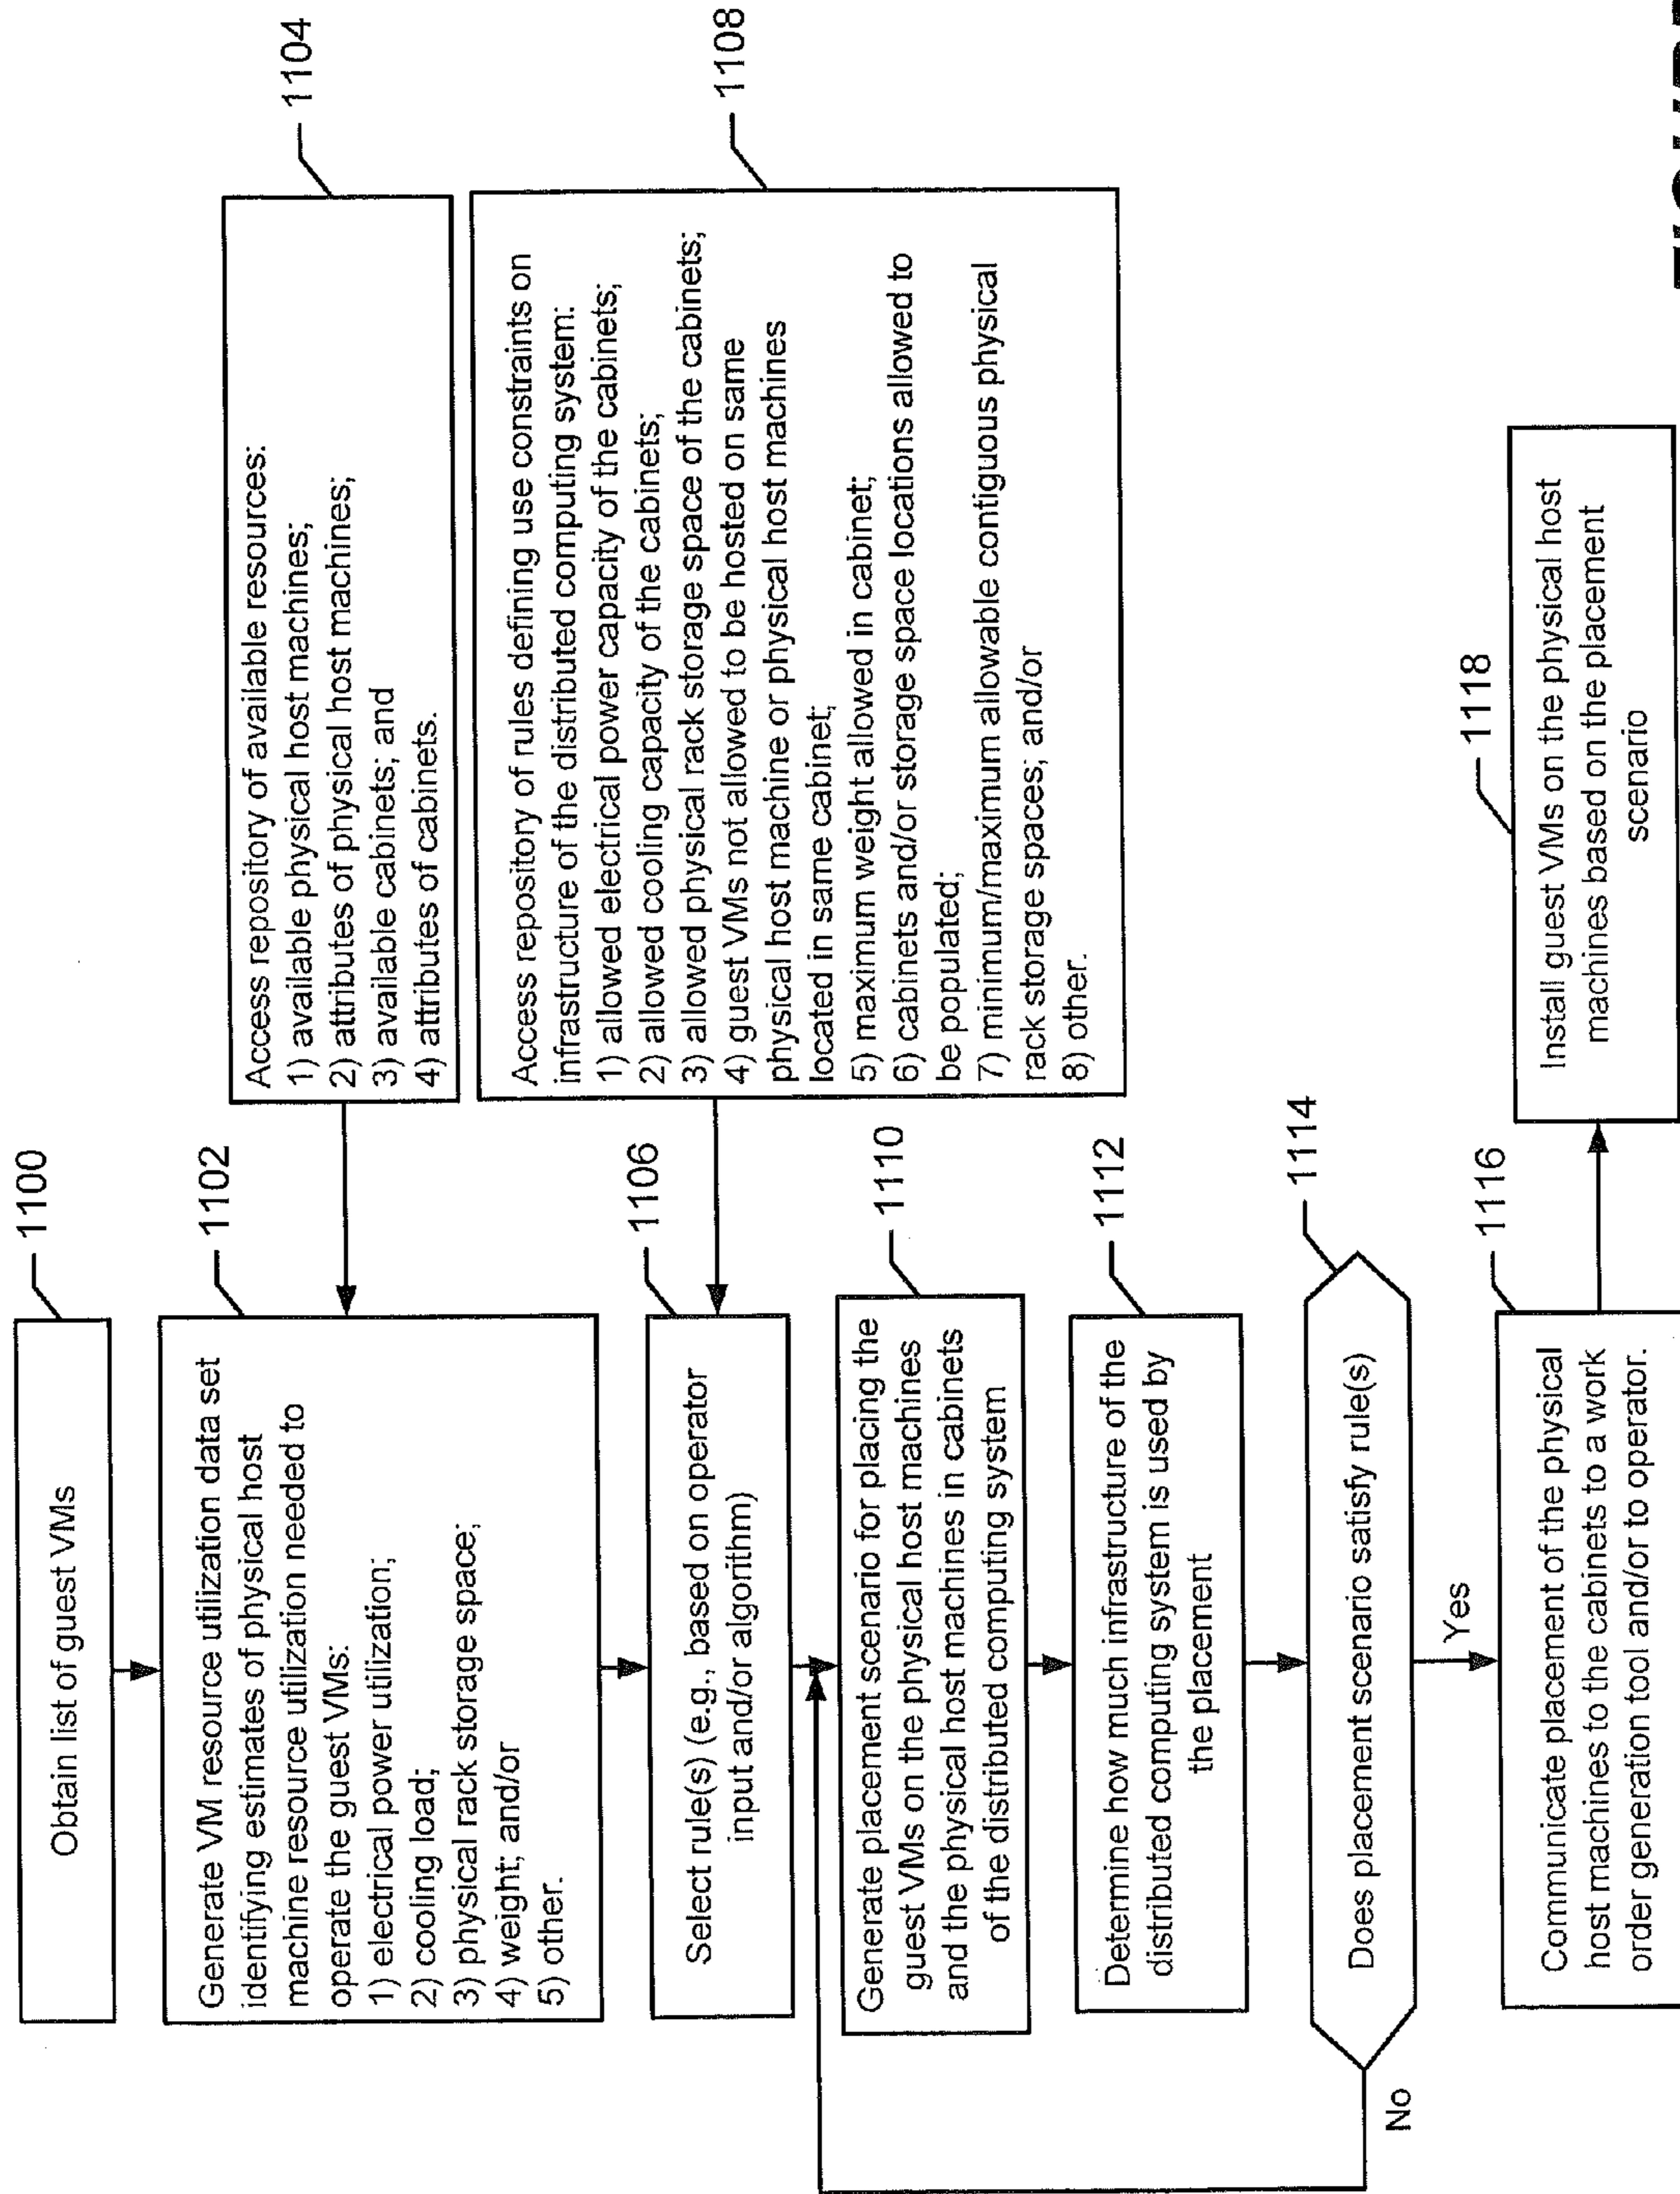 1100
Obtain list of guest VMs
1102
Generate VM resource utilization data set
identifying estimates of physical host
machine resource utilization needed to
operate the guest VMs:
1) electrical power utilization;
2) cooling load;
3) physical rack storage space;
4) weight; and/or
5) other.
1104
Access repository of available resources:
1) available physical host machines;
2) attributes of physical host machines;
3) available cabinets; and
4) attributes of cabinets.
1106
Select rule(s) (e.g., based on operator
input and/or algorithm)
1108
Access repository of rules defining use constraints on
infrastructure of the distributed computing system:
1) allowed electrical power capacity of the cabinets;
2) allowed cooling capacity of the cabinets;
3) allowed physical rack storage space of the cabinets;
4) guest VMs not allowed to be hosted on same
physical host machine or physical host machines
located in same cabinet;
5) maximum weight allowed in cabinet;
6) cabinets and/or storage space locations allowed to
be populated;
7) minimum/maximum allowable contiguous physical
rack storage spaces; and/or
8) other.
1110
Generate placement scenario for placing the
guest VMs on the physical host machines
and the physical host machines in cabinets
of the distributed computing system
1112
Determine how much infrastructure of the
distributed computing system is used by
the placement
1114
Does placement scenario satisfy rule(s)
No
Yes
1116
Communicate placement of the physical
host machines to the cabinets to a work
order generation tool and/or to operator.
1118
Install guest VMs on the physical host
machines based on the placement
scenario